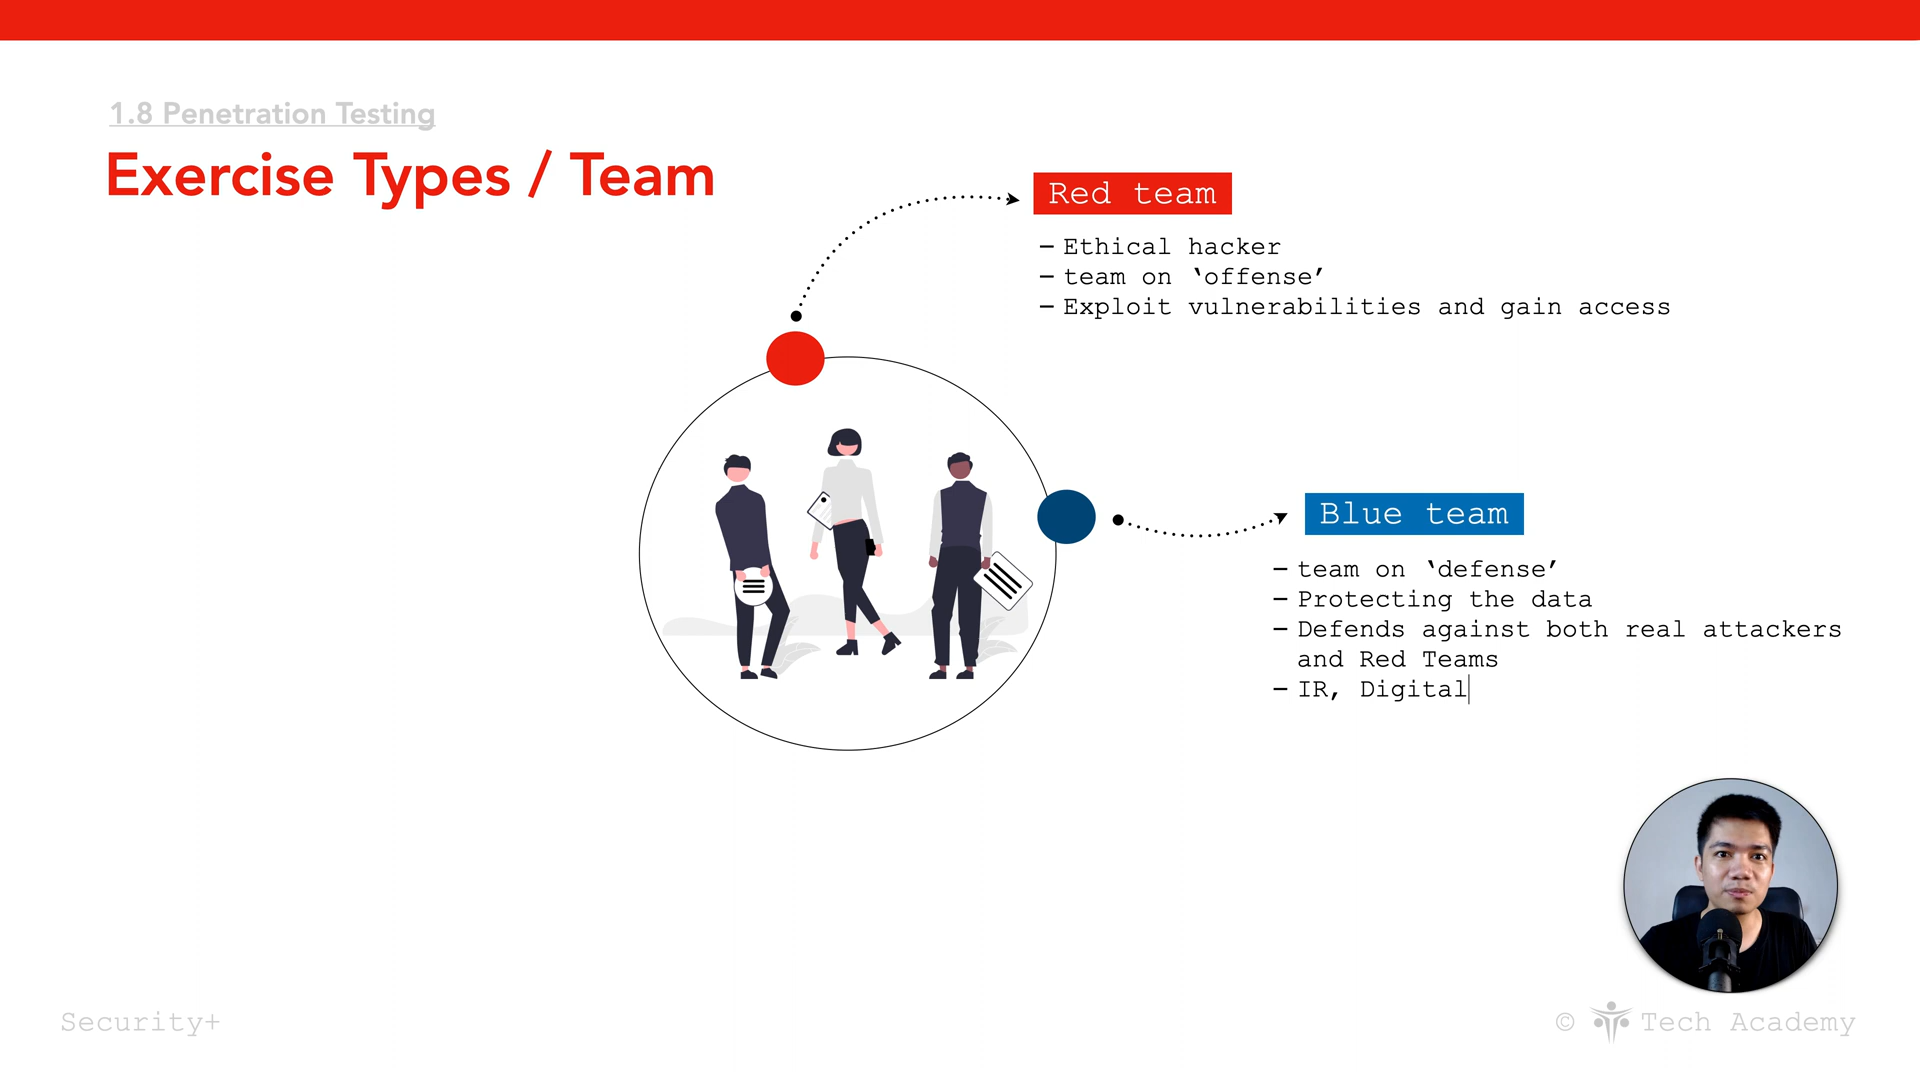 1.8 Penetration Testing
Exercise Types / Team
Red team
– Ethical hacker
– team on ‘offense’
– Exploit vulnerabilities and gain access
Blue team
– team on ‘defense’
– Protecting the data
– Defends against both real attackers
and Red Teams
– IR, Digital
Security+
© Tech Academy